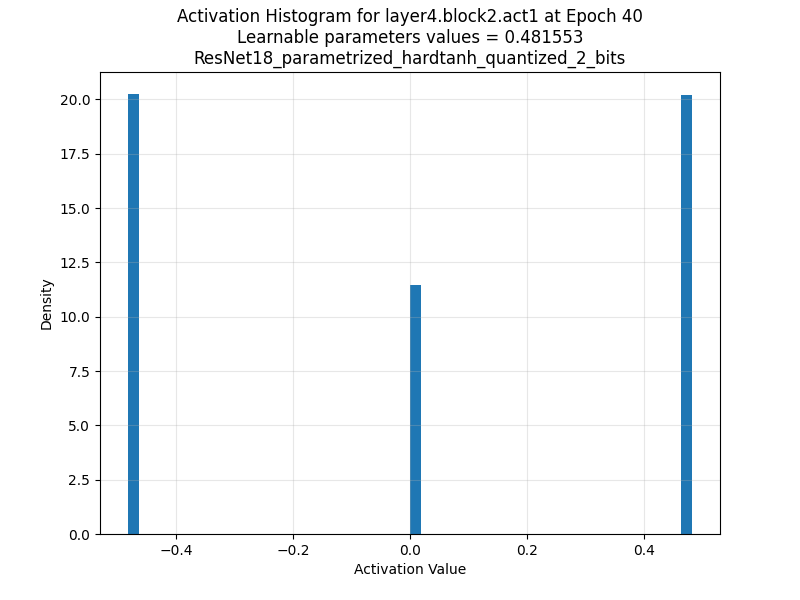 Activation Histogram for layer4.block2.act1 at Epoch 40
Learnable parameters values = 0.481553
ResNet18_parametrized_hardtanh_quantized_2_bits
20.0
17.5
15.0
12.5
10.0
7.5
5.0
2.5
0.0
Density
−0.4
−0.2
0.0
0.2
0.4
Activation Value